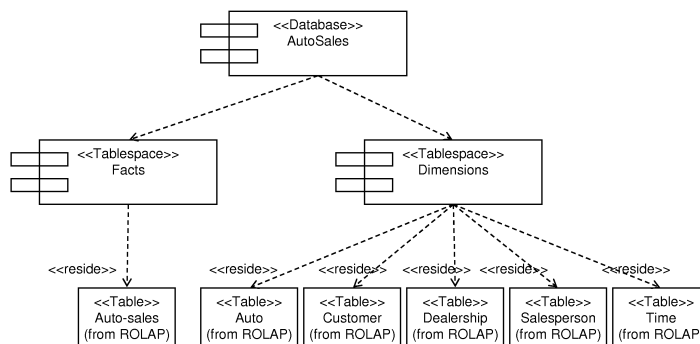 <<Database>>
AutoSales
<<Tablespace>>
Facts
<<Tablespace>>
Dimensions
<<reside>>
<<reside>>
<<reside>>
<<reside>>
<<reside>>
<<reside>>
<<Table>>
Auto-sales
(from ROLAP)
<<Table>>
Auto
(from ROLAP)
<<Table>>
Customer
(from ROLAP)
<<Table>>
Dealership
(from ROLAP)
<<Table>>
Salesperson
(from ROLAP)
<<Table>>
Time
(from ROLAP)